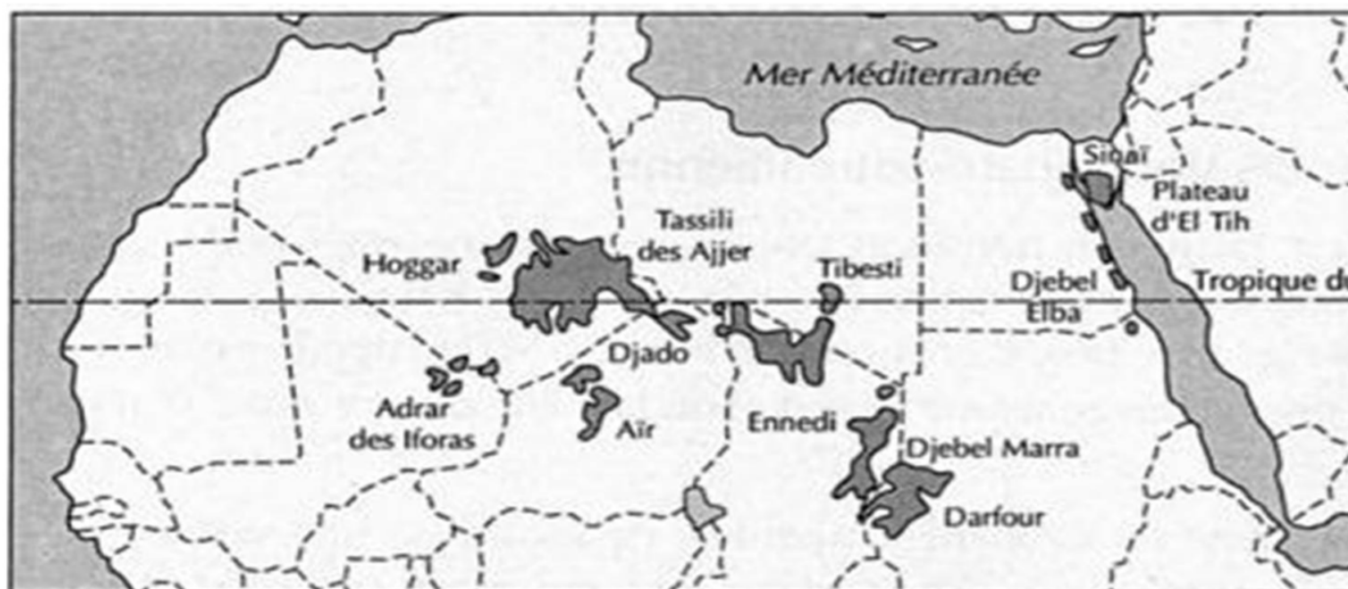 Mer Méditerranée
Sinaï
Plateau
d'El Tih
Tassili
des Ajjer
Hoggar
Tibesti
Djebel
Elba
Tropique du
Djado
Adrar
des Iforas
Aïr
Ennedi
Djebel Marra
Darfour